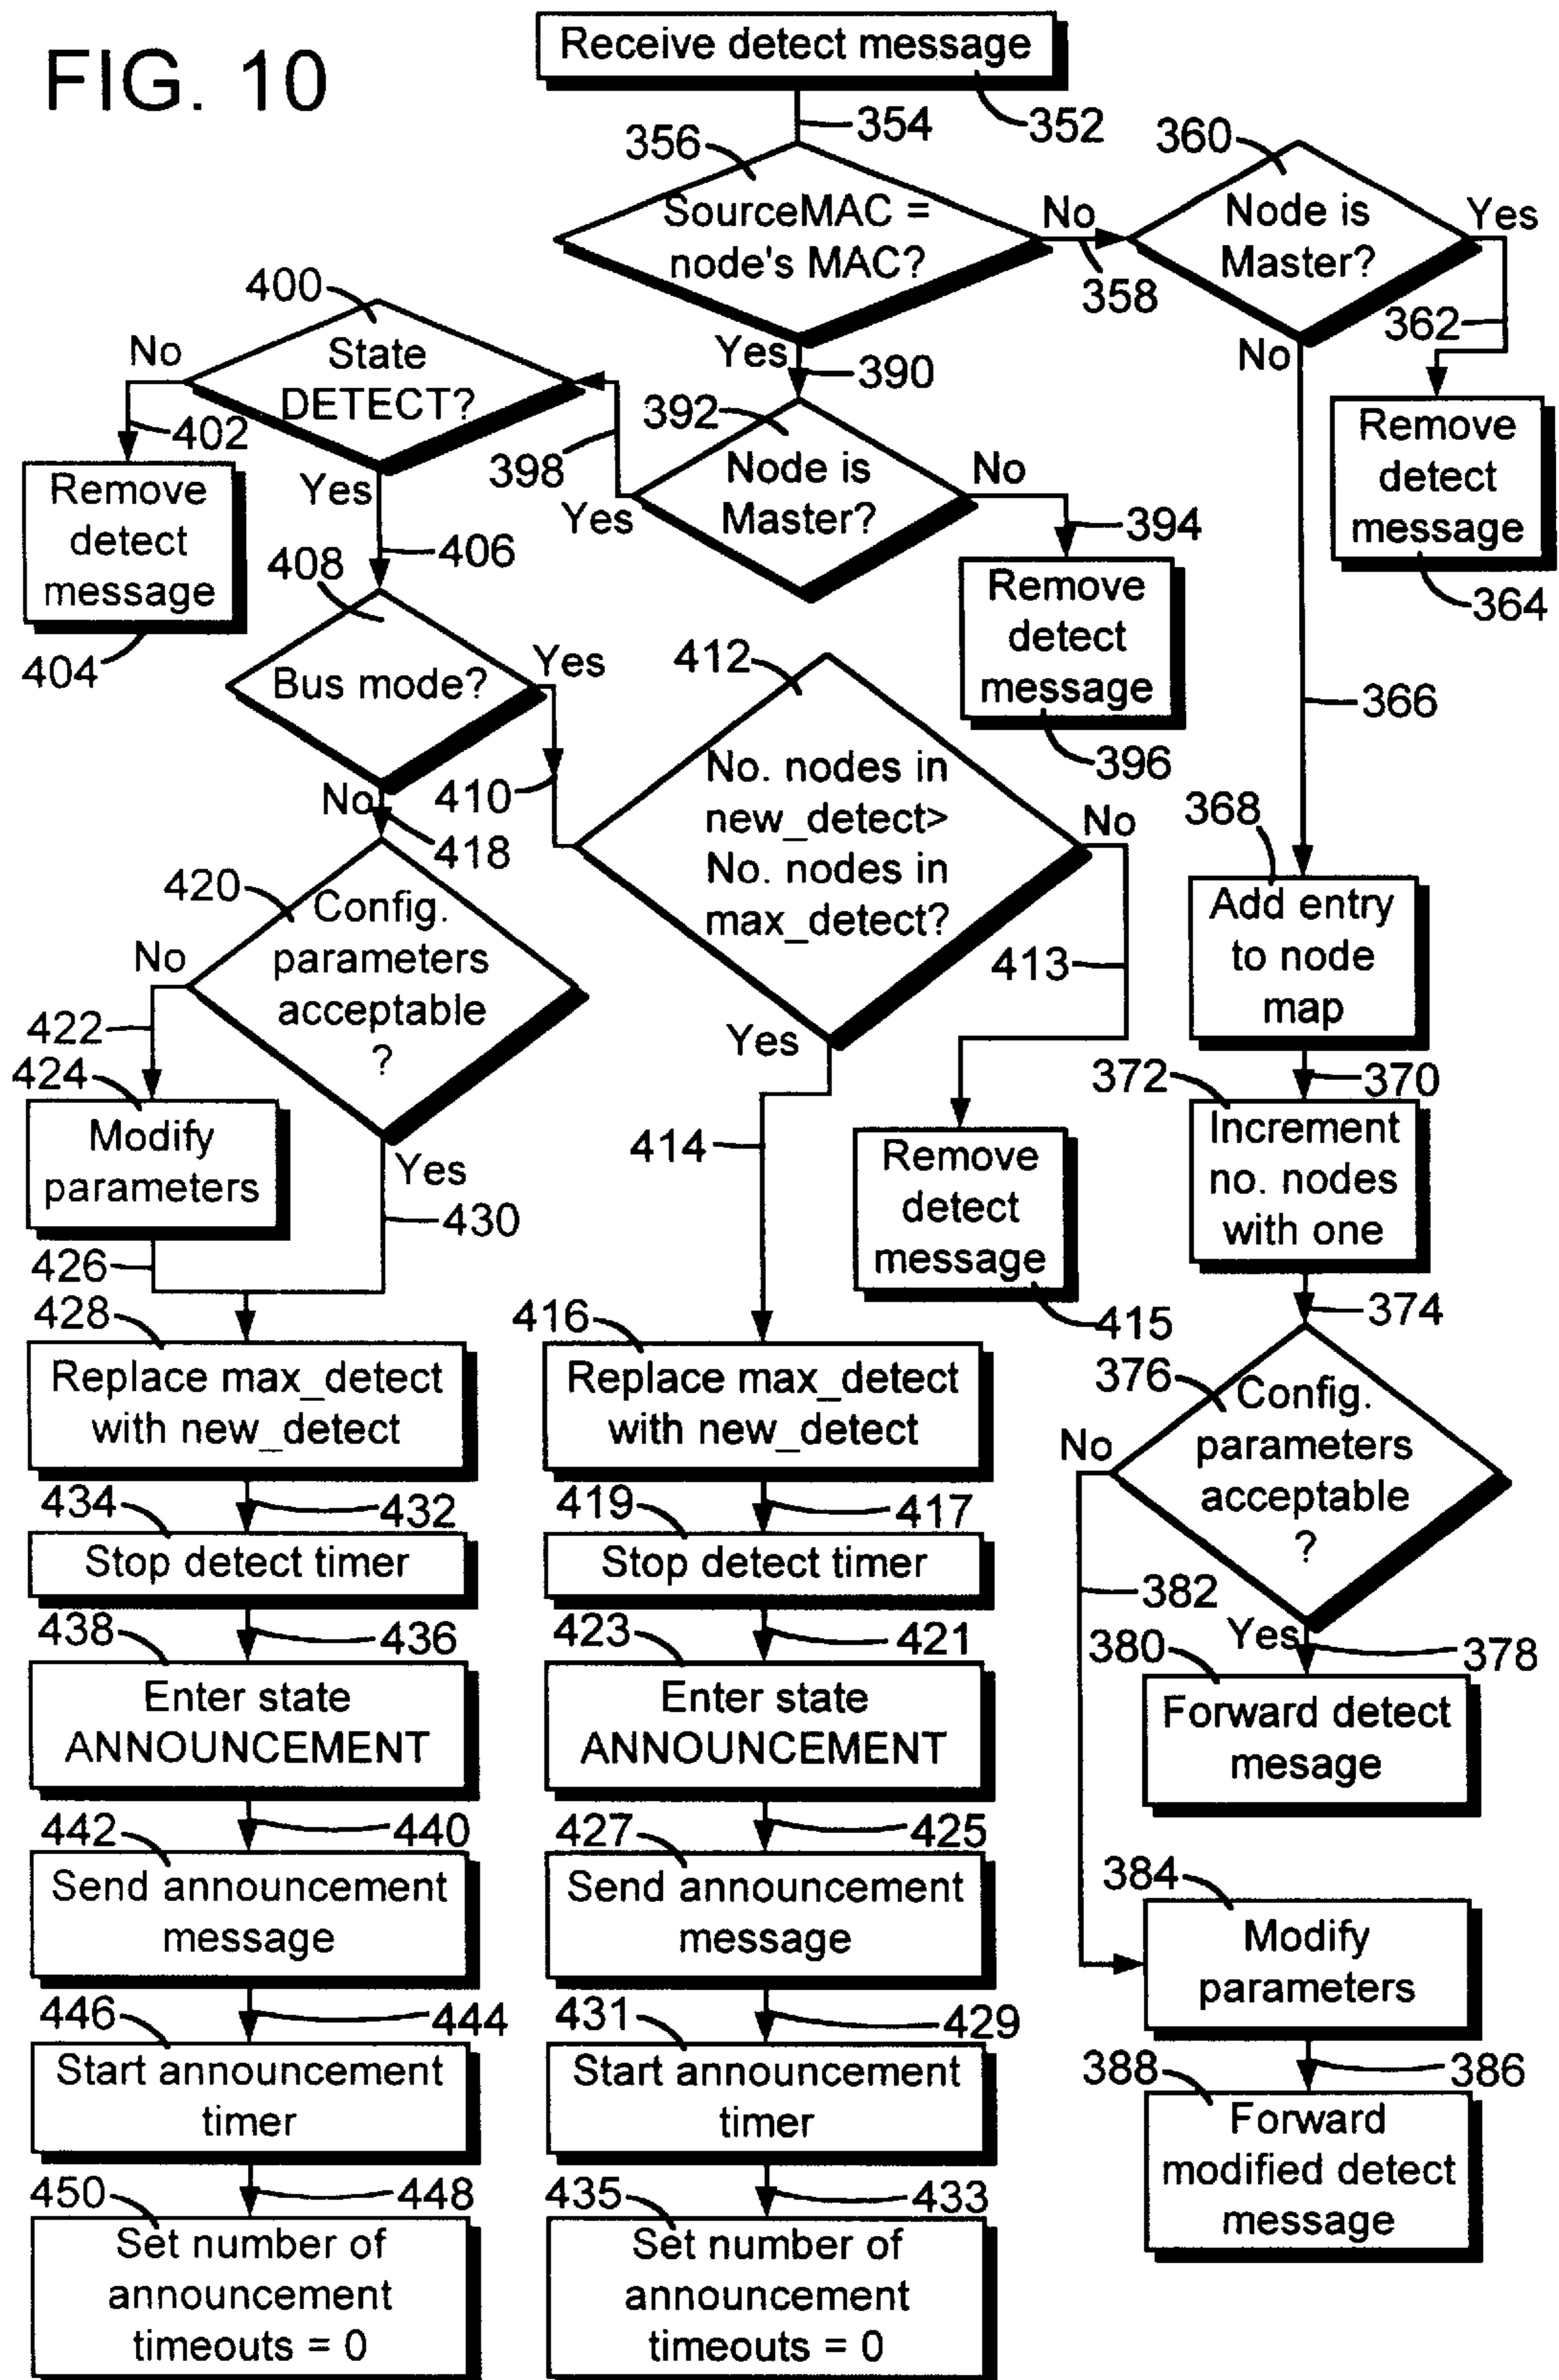 FIG. 10
Receive detect message
352
354
356
SourceMAC =
node's MAC?
No
358
360
Node is
Master?
Yes
362
Remove
detect
message
364
No
366
Yes
390
392
Node is
Master?
No
394
Remove
detect
message
396
Yes
398
400
State
DETECT?
No
402
Remove
detect
message
404
Yes
406
408
Bus mode?
Yes
410
412
No. nodes in
new_detect>
No. nodes in
max_detect?
No
413
Remove
detect
message
415
Yes
414
No
418
420
Config.
parameters
acceptable
?
No
422
424
Modify
parameters
426
Yes
430
428
Replace max_detect
with new_detect
432
434
Stop detect timer
436
438
Enter state
ANNOUNCEMENT
440
442
Send announcement
message
444
446
Start announcement
timer
448
450
Set number of
announcement
timeouts = 0
416
Replace max_detect
with new_detect
417
419
Stop detect timer
421
423
Enter state
ANNOUNCEMENT
425
427
Send announcement
message
429
431
Start announcement
timer
433
435
Set number of
announcement
timeouts = 0
368
Add entry
to node
map
370
372
Increment
no. nodes
with one
374
376
Config.
parameters
acceptable
?
No
382
Yes
378
380
Forward detect
mesage
384
Modify
parameters
386
388
Forward
modified detect
message